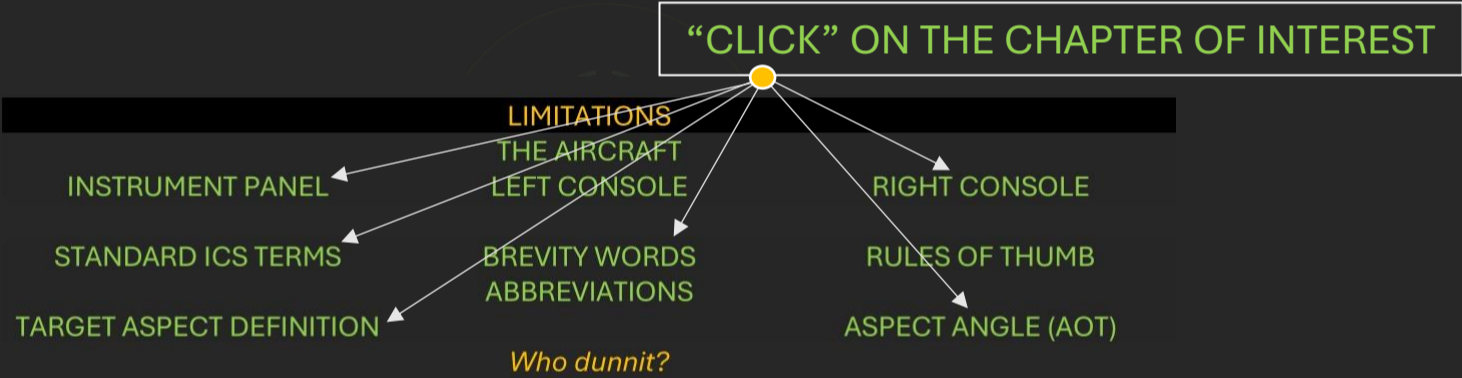 “CLICK” ON THE CHAPTER OF INTEREST
LIMITATIONS
THE AIRCRAFT
INSTRUMENT PANEL LEFT CONSOLE RIGHT CONSOLE
STANDARD ICS TERMS BREVITY WORDS RULES OF THUMB
ABBREVIATIONS
TARGET ASPECT DEFINITION ASPECT ANGLE (AOT)
Who dunnit?